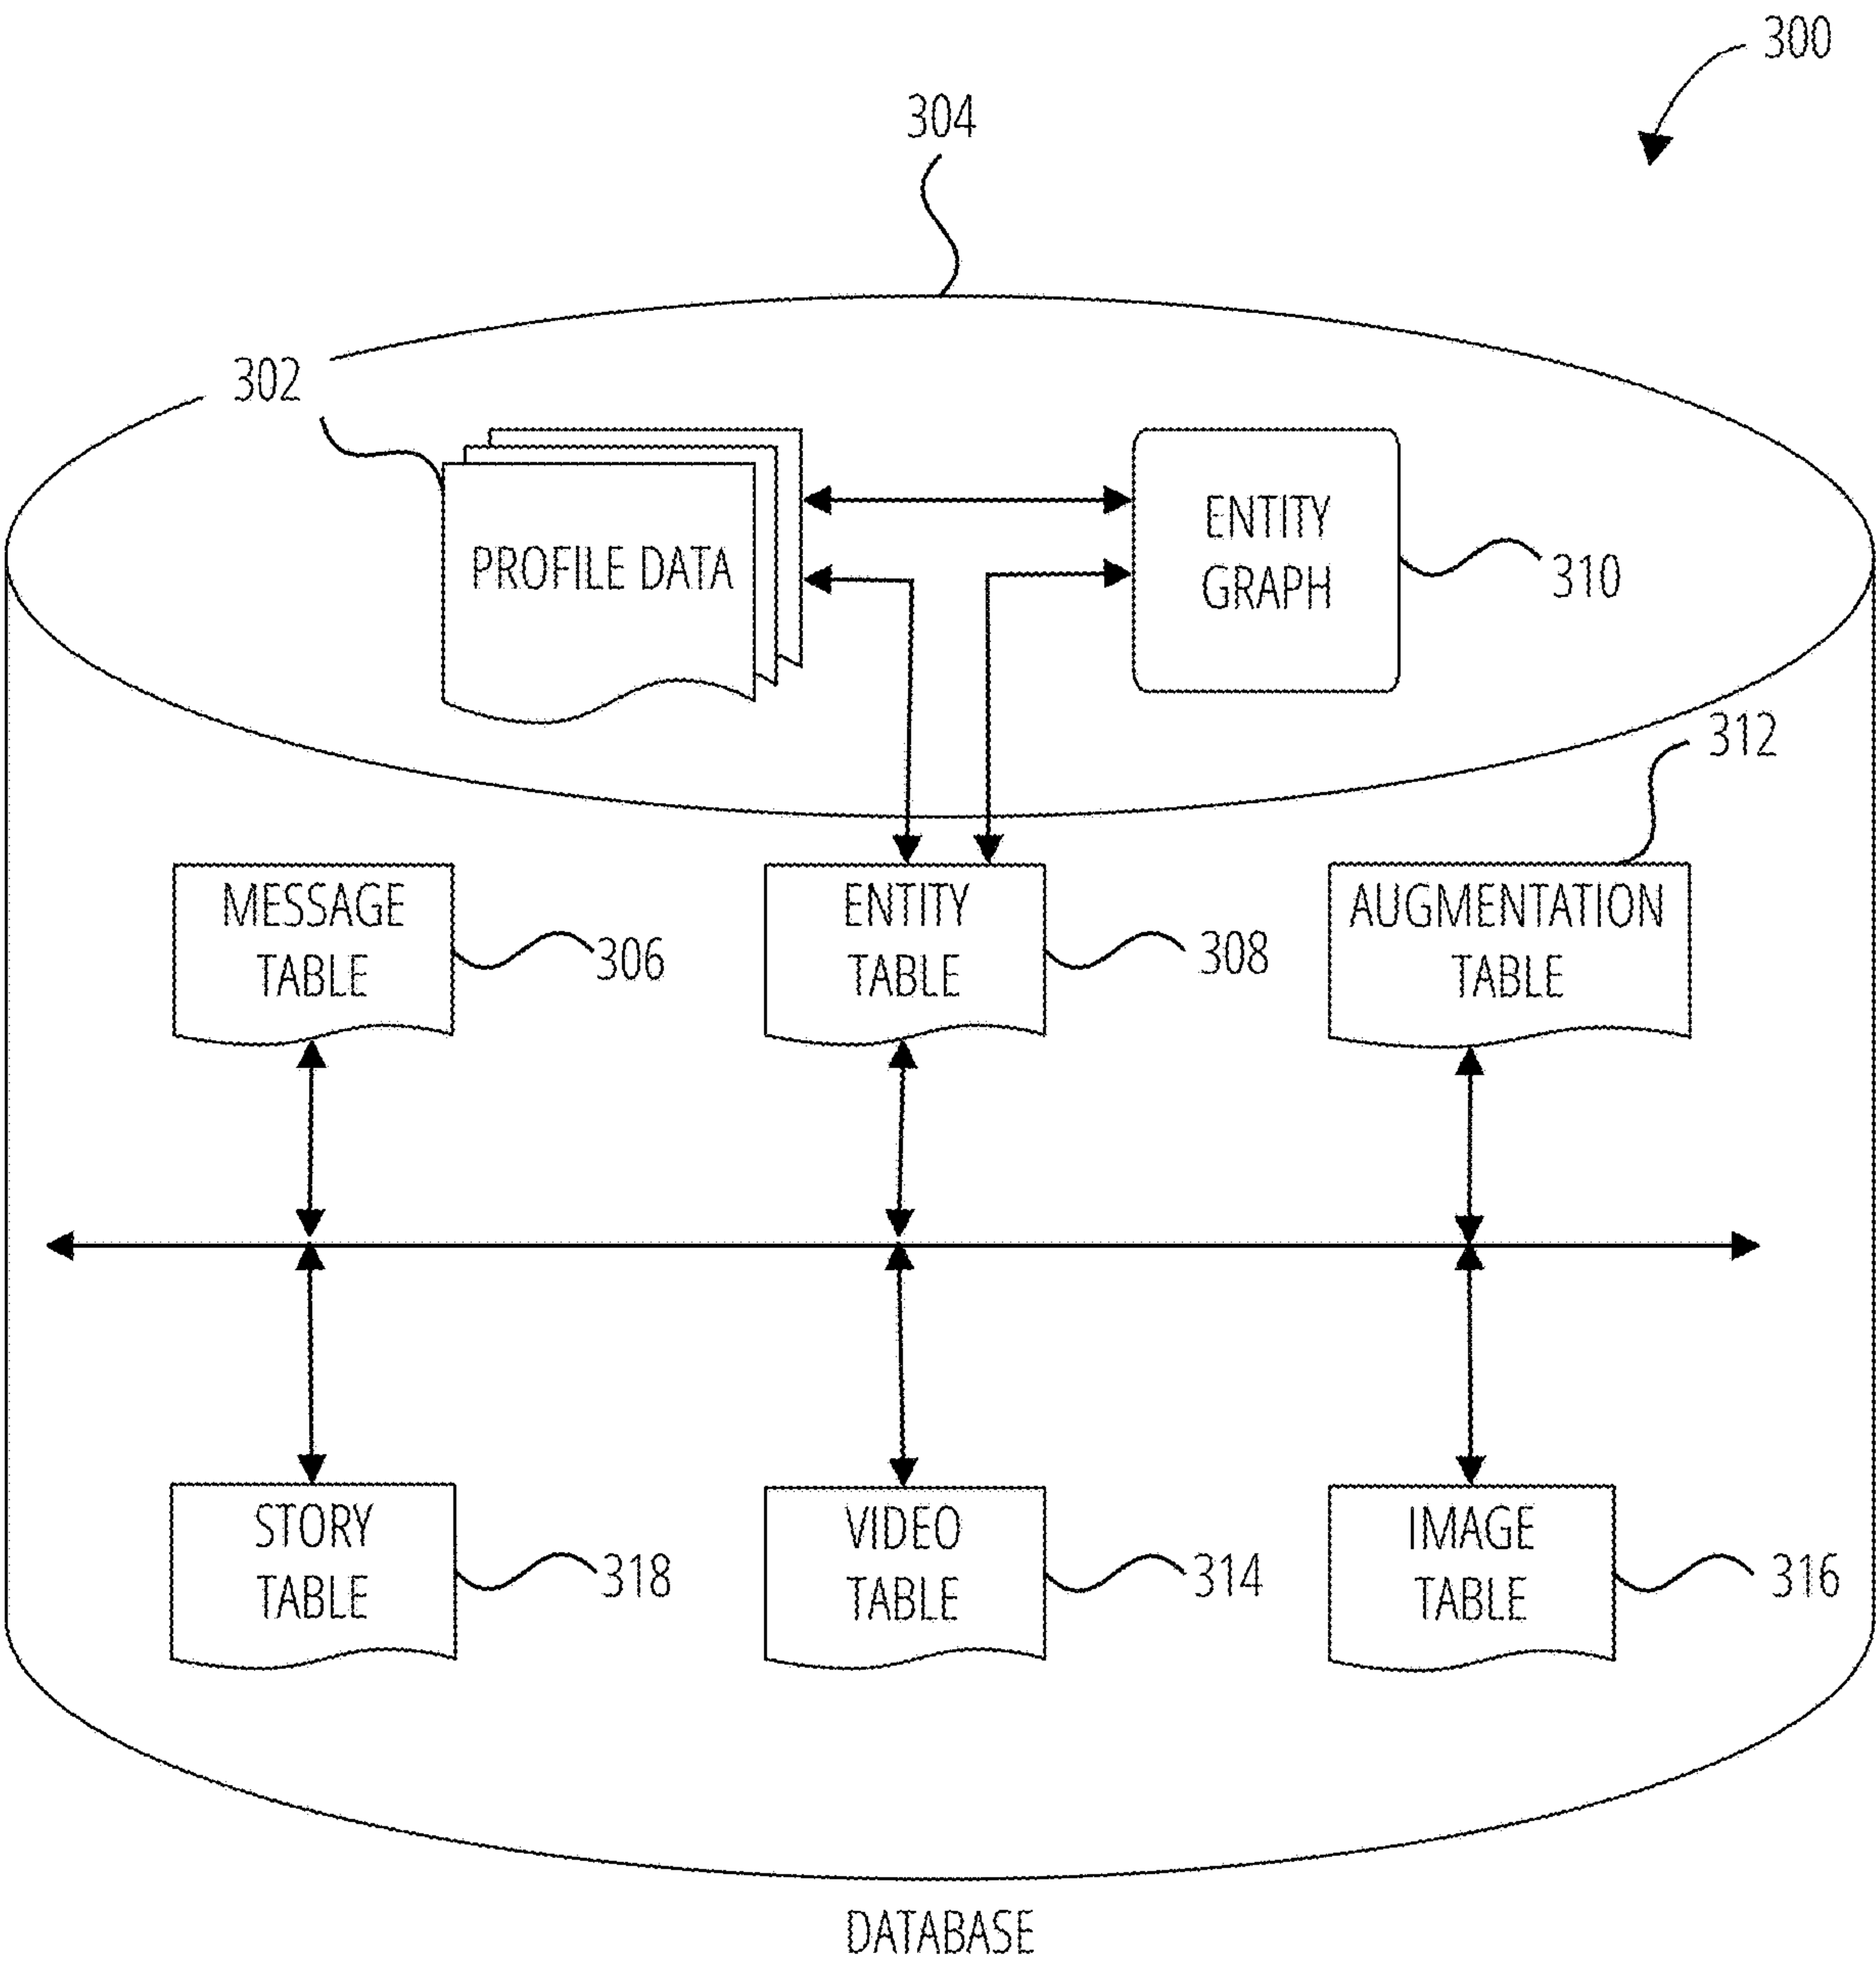 300
304
302
PROFILE DATA
ENTITY
GRAPH
310
312
MESSAGE
TABLE
306
ENTITY
TABLE
308
AUGMENTATION
TABLE
STORY
TABLE
318
VIDEO
TABLE
314
IMAGE
TABLE
316
DATABASE